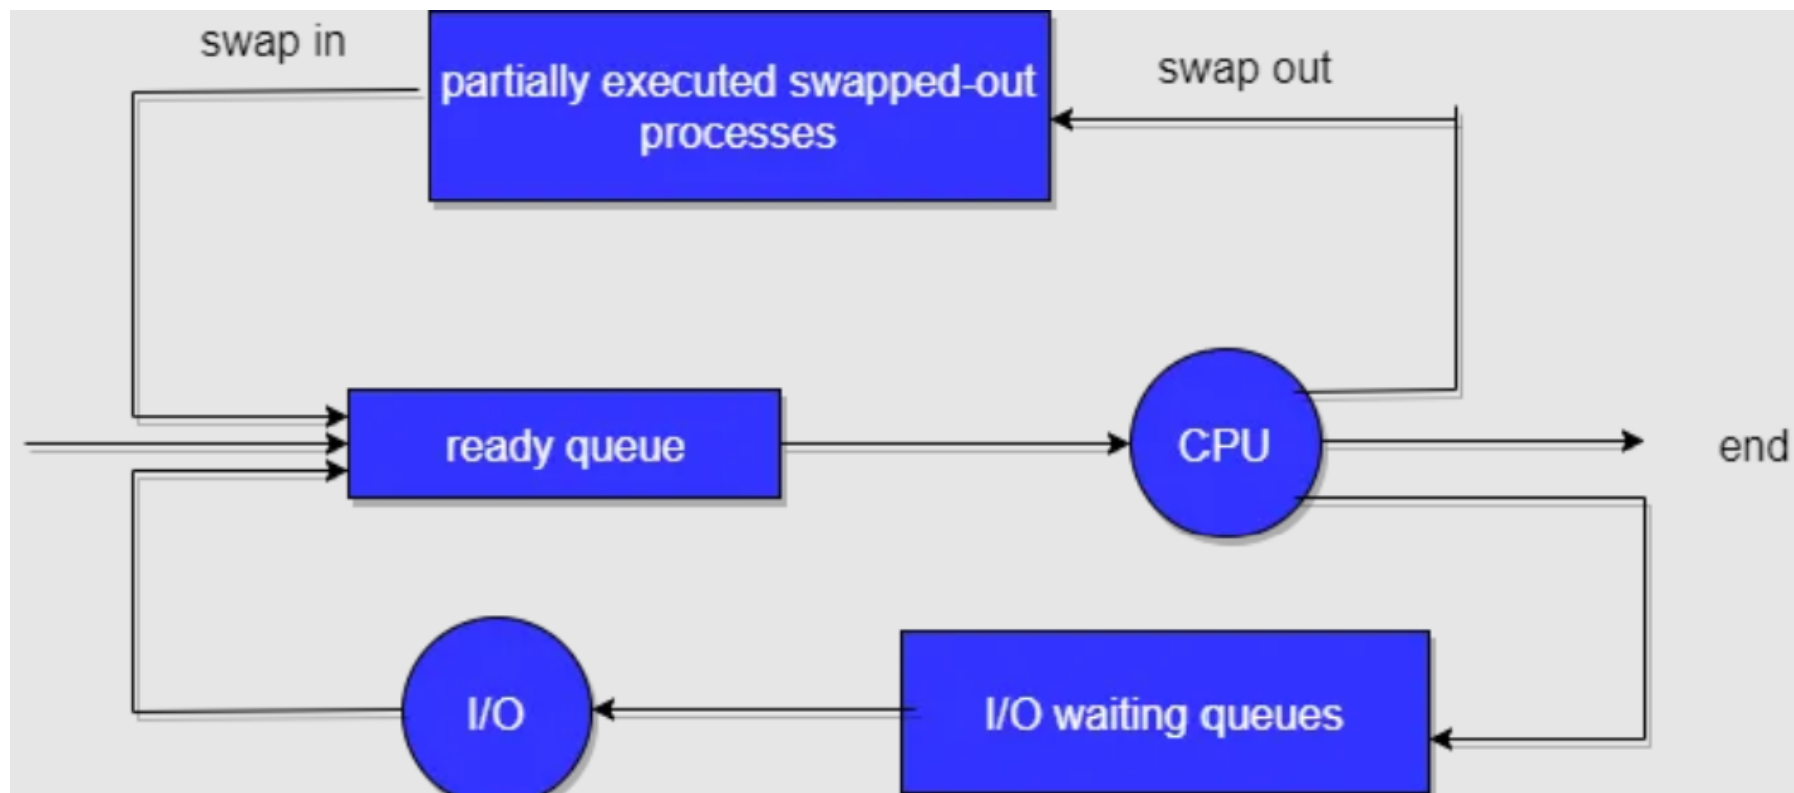 swap in
partially executed swapped-out
processes
swap out
ready queue
CPU
end
I/O
I/O waiting queues